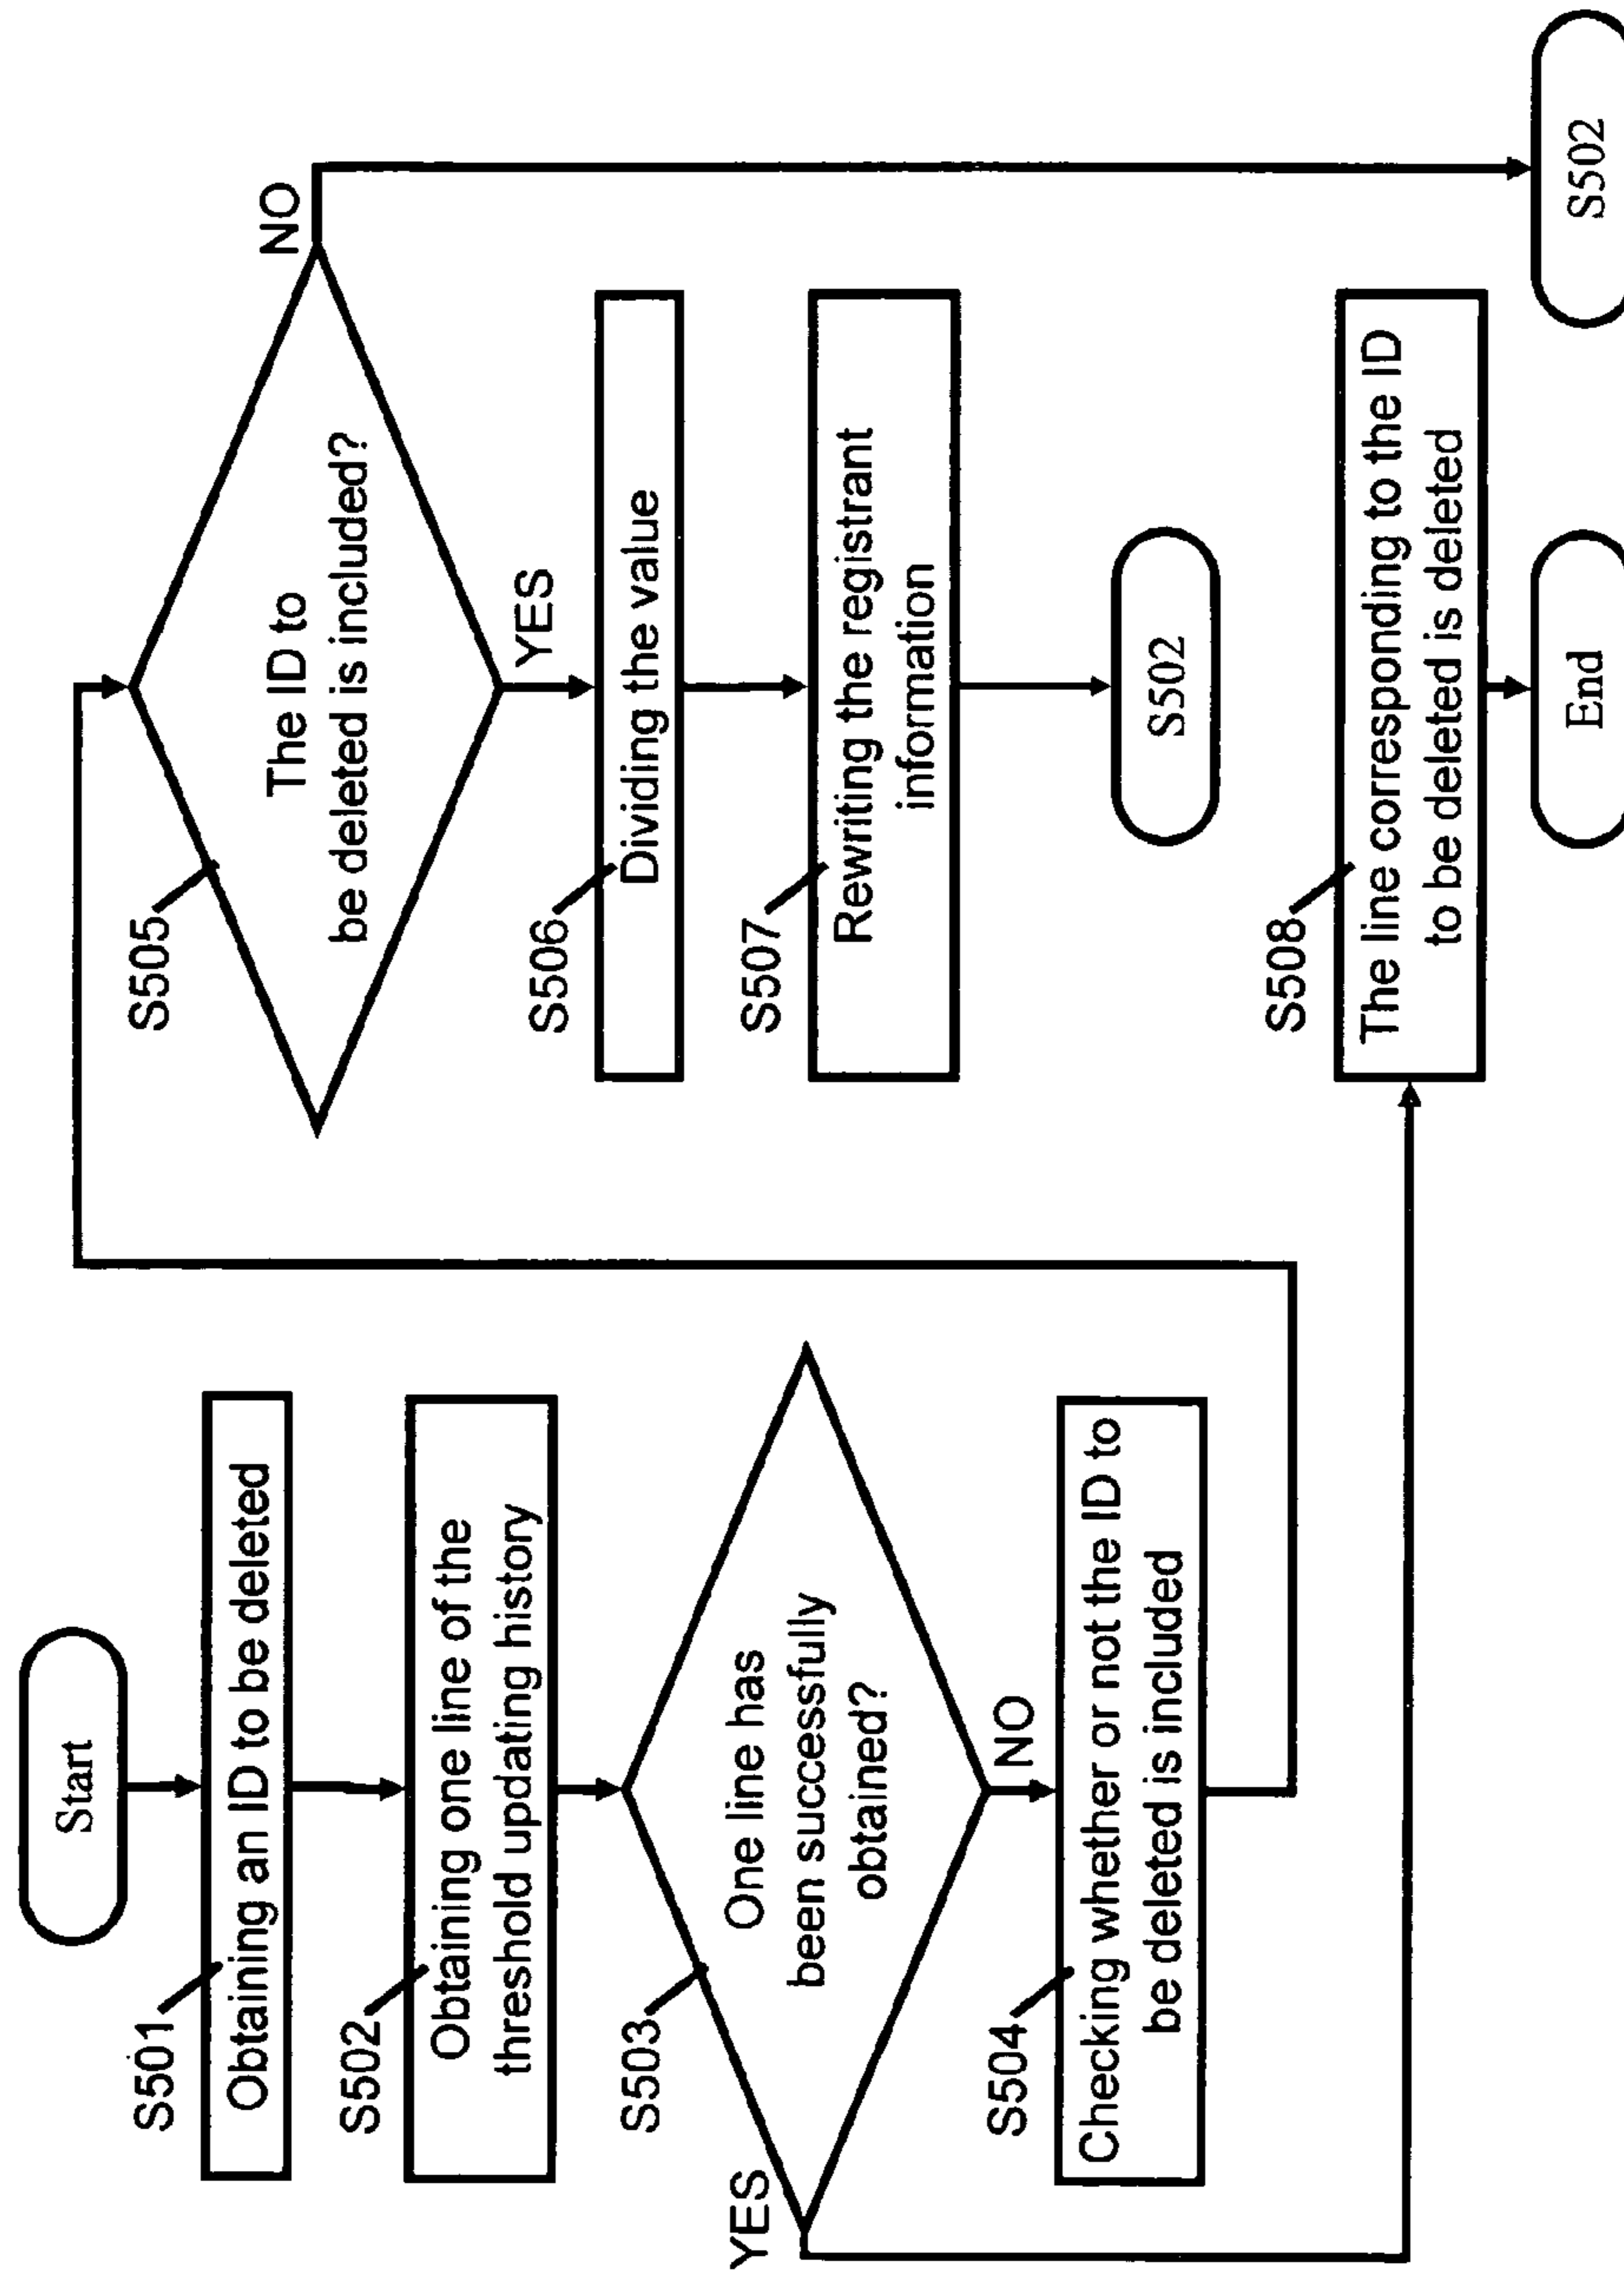 Start
S501
Obtaining an ID to be deleted
S502
Obtaining one line of the
threshold updating history
S503
One line has
been successfully
obtained?
YES
NO
S504
Checking whether or not the ID to
be deleted is included
S505
The ID to
be deleted is included?
NO
YES
S506
Dividing the value
S507
Rewriting the registrant
information
S502
S508
The line corresponding to the ID
to be deleted is deleted
End
S502